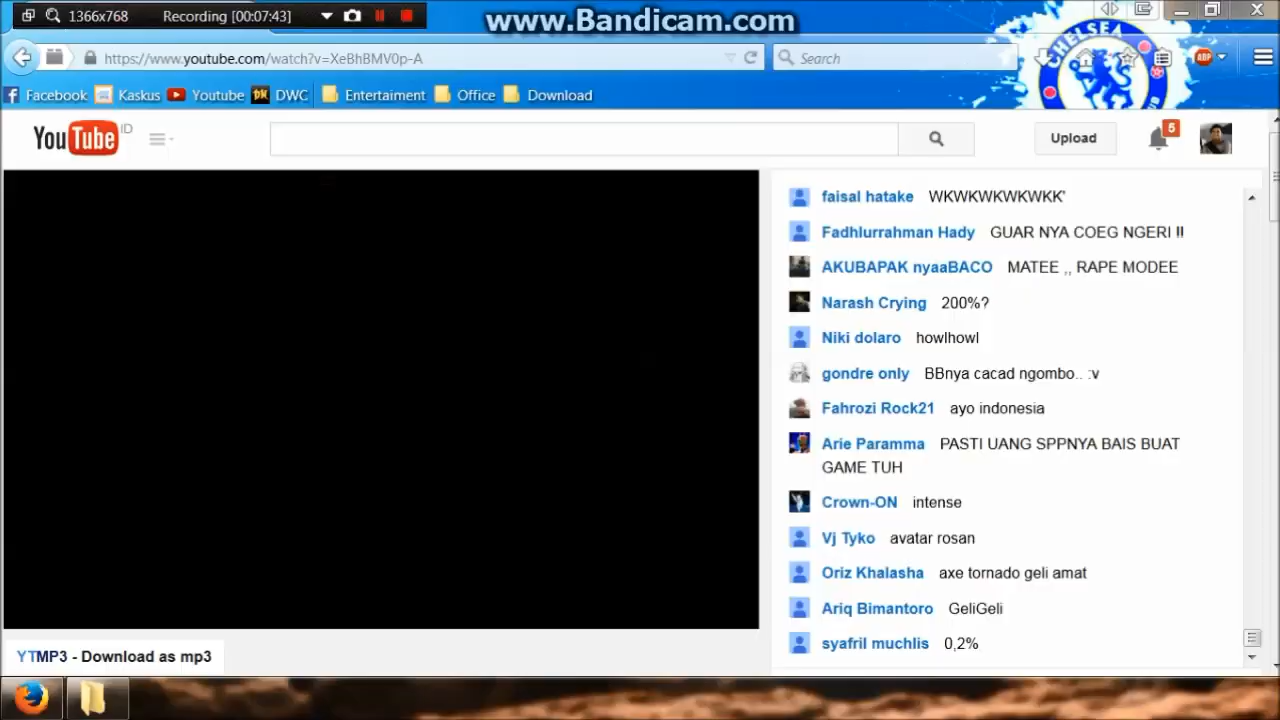 1366x768 Recording [00:07:43]
www.Bandicam.com
https://www.youtube.com/watch?v=XeBhBMV0p-A
Search
ABP
CHELSEA
Facebook Kaskus Youtube DWC Entertaiment Office Download
YouTube ID
Upload
5
faisal hatake WKWKWKWKWKK'
Fadhlurrahman Hady GUAR NYA COEG NGERI !!
AKUBAPAK nyaaBACO MATEE ,, RAPE MODEE
Narash Crying 200%?
Niki dolaro howlhowl
gondre only BBnya cacad ngombo.. :v
Fahrozi Rock21 ayo indonesia
Arie Paramma PASTI UANG SPPNYA BAIS BUAT
GAME TUH
Crown-ON intense
Vj Tyko avatar rosan
Oriz Khalasha axe tornado geli amat
Ariq Bimantoro GeliGeli
syafril muchlis 0,2%
YTMP3 - Download as mp3